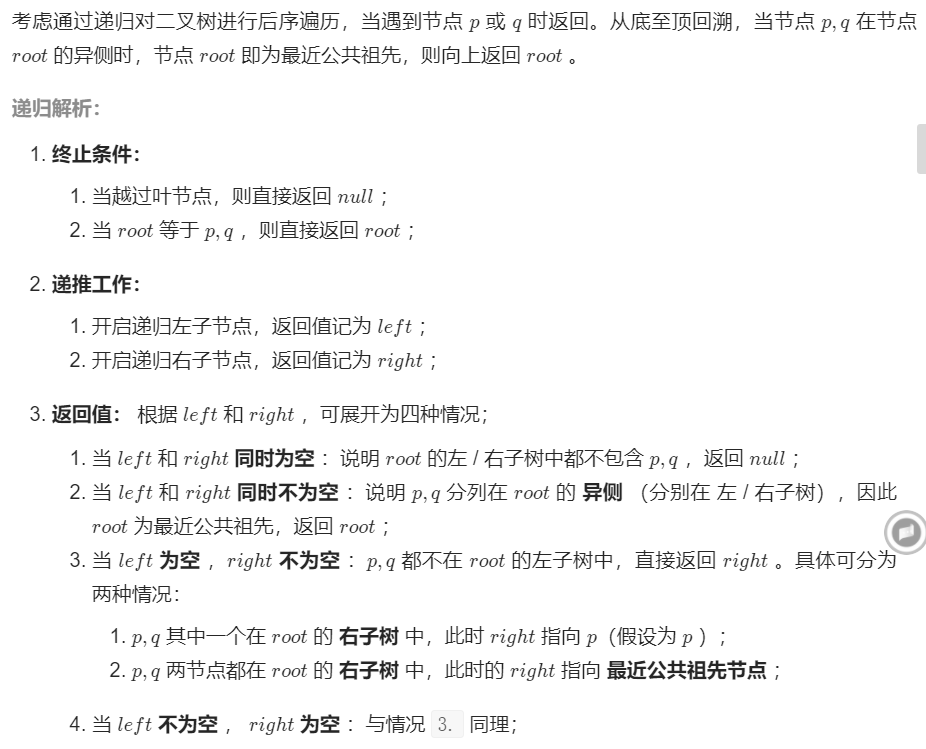 考虑通过递归对二叉树进行后序遍历，当遇到节点 p 或 q 时返回。从底至顶回溯，当节点 p, q 在节点
root 的异侧时，节点 root 即为最近公共祖先，则向上返回 root 。
递归解析：
1. 终止条件：
1. 当越过叶节点，则直接返回 null ；
2. 当 root 等于 p, q ，则直接返回 root ；
2. 递推工作：
1. 开启递归左子节点，返回值记为 left ；
2. 开启递归右子节点，返回值记为 right ；
3. 返回值： 根据 left 和 right ，可展开为四种情况；
1. 当 left 和 right 同时为空 ：说明 root 的左 / 右子树中都不包含 p, q ，返回 null ；
2. 当 left 和 right 同时不为空 ：说明 p, q 分列在 root 的 异侧 （分别在 左 / 右子树），因此
root 为最近公共祖先，返回 root ；
3. 当 left 为空 ，right 不为空 ：p, q 都不在 root 的左子树中，直接返回 right 。具体可分为
两种情况：
1. p, q 其中一个在 root 的 右子树 中，此时 right 指向 p（假设为 p ）；
2. p, q 两节点都在 root 的 右子树 中，此时的 right 指向 最近公共祖先节点 ；
4. 当 left 不为空 ， right 为空 ：与情况 3. 同理；